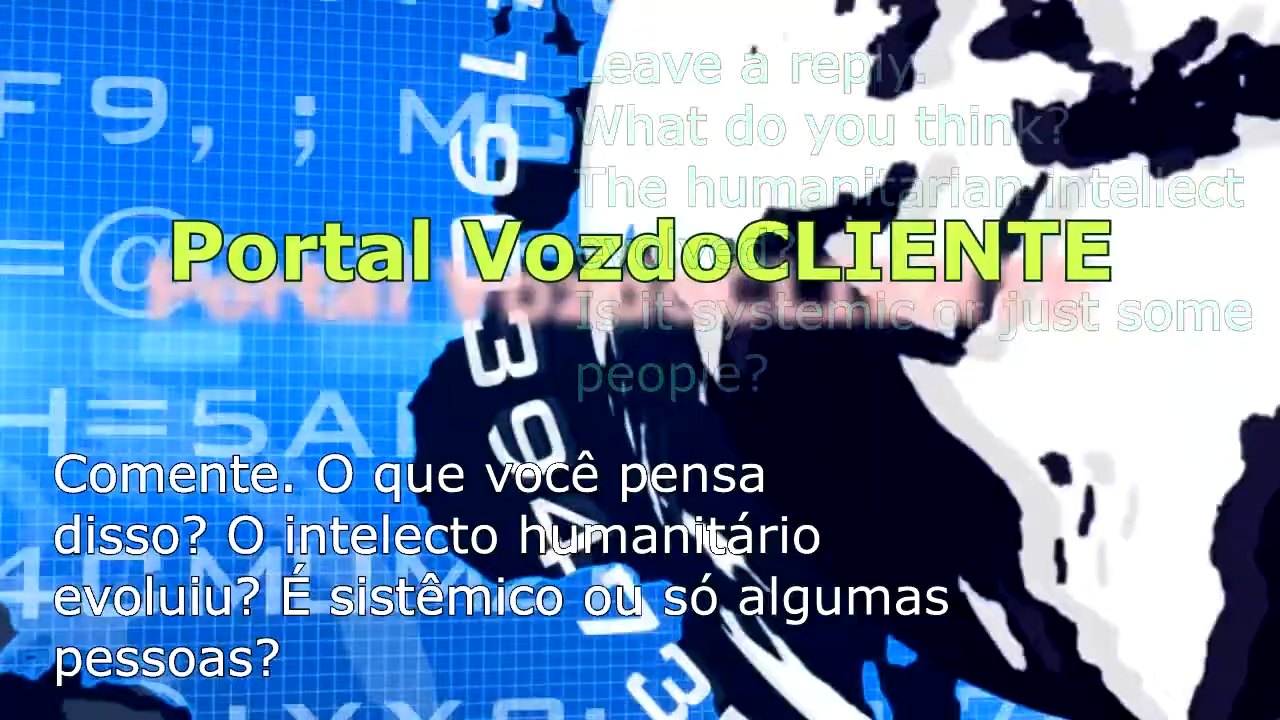 Leave a reply.
What do you think?
The humanitarian intellect
evolved?
Portal VozdoCLIENTE
Is it systemic or just some
people?
Comente. O que você pensa
disso? O intelecto humanitário
evoluiu? É sistêmico ou só algumas
pessoas?